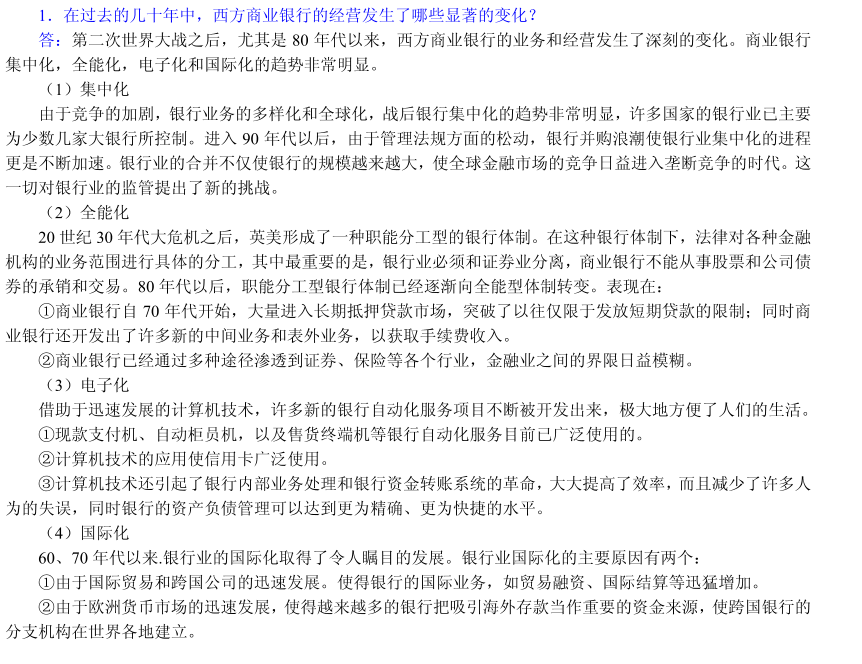 1．在过去的几十年中，西方商业银行的经营发生了哪些显著的变化？
答：第二次世界大战之后，尤其是 80 年代以来，西方商业银行的业务和经营发生了深刻的变化。商业银行
集中化，全能化，电子化和国际化的趋势非常明显。
（1）集中化
由于竞争的加剧，银行业务的多样化和全球化，战后银行集中化的趋势非常明显，许多国家的银行业已主要
为少数几家大银行所控制。进入 90 年代以后，由于管理法规方面的松动，银行并购浪潮使银行业集中化的进程
更是不断加速。银行业的合并不仅使银行的规模越来越大，使全球金融市场的竞争日益进入垄断竞争的时代。这
一切对银行业的监管提出了新的挑战。
（2）全能化
20 世纪 30 年代大危机之后，英美形成了一种职能分工型的银行体制。在这种银行体制下，法律对各种金融
机构的业务范围进行具体的分工，其中最重要的是，银行业必须和证券业分离，商业银行不能从事股票和公司债
券的承销和交易。80 年代以后，职能分工型银行体制已经逐渐向全能型体制转变。表现在：
①商业银行自 70 年代开始，大量进入长期抵押贷款市场，突破了以往仅限于发放短期贷款的限制；同时商
业银行还开发出了许多新的中间业务和表外业务，以获取手续费收入。
②商业银行已经通过多种途径渗透到证券、保险等各个行业，金融业之间的界限日益模糊。
（3）电子化
借助于迅速发展的计算机技术，许多新的银行自动化服务项目不断被开发出来，极大地方便了人们的生活。
①现款支付机、自动柜员机，以及售货终端机等银行自动化服务目前已广泛使用的。
②计算机技术的应用使信用卡广泛使用。
③计算机技术还引起了银行内部业务处理和银行资金转账系统的革命，大大提高了效率，而且减少了许多人
为的失误，同时银行的资产负债管理可以达到更为精确、更为快捷的水平。
（4）国际化
60、70 年代以来.银行业的国际化取得了令人瞩目的发展。银行业国际化的主要原因有两个：
①由于国际贸易和跨国公司的迅速发展。使得银行的国际业务，如贸易融资、国际结算等迅猛增加。
②由于欧洲货币市场的迅速发展，使得越来越多的银行把吸引海外存款当作重要的资金来源，使跨国银行的
分支机构在世界各地建立。